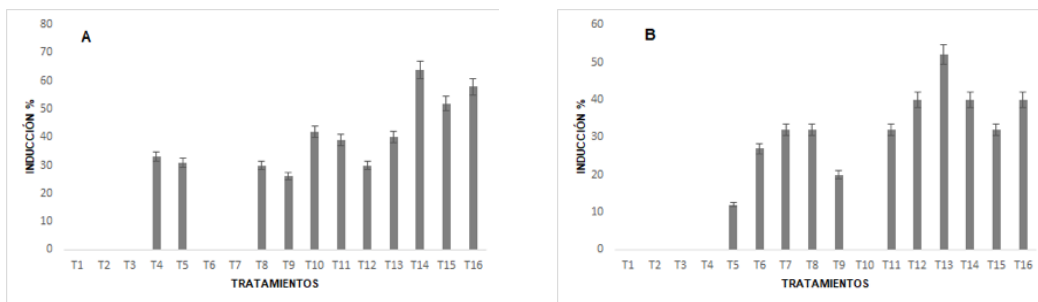 A
INDUCCIÓN %
80
70
60
50
40
30
20
10
0
T1 T2 T3 T4 T5 T6 T7 T8 T9 T10 T11 T12 T13 T14 T15 T16
TRATAMIENTOS
B
INDUCCIÓN %
60
50
40
30
20
10
0
T1 T2 T3 T4 T5 T6 T7 T8 T9 T10 T11 T12 T13 T14 T15 T16
TRATAMIENTOS